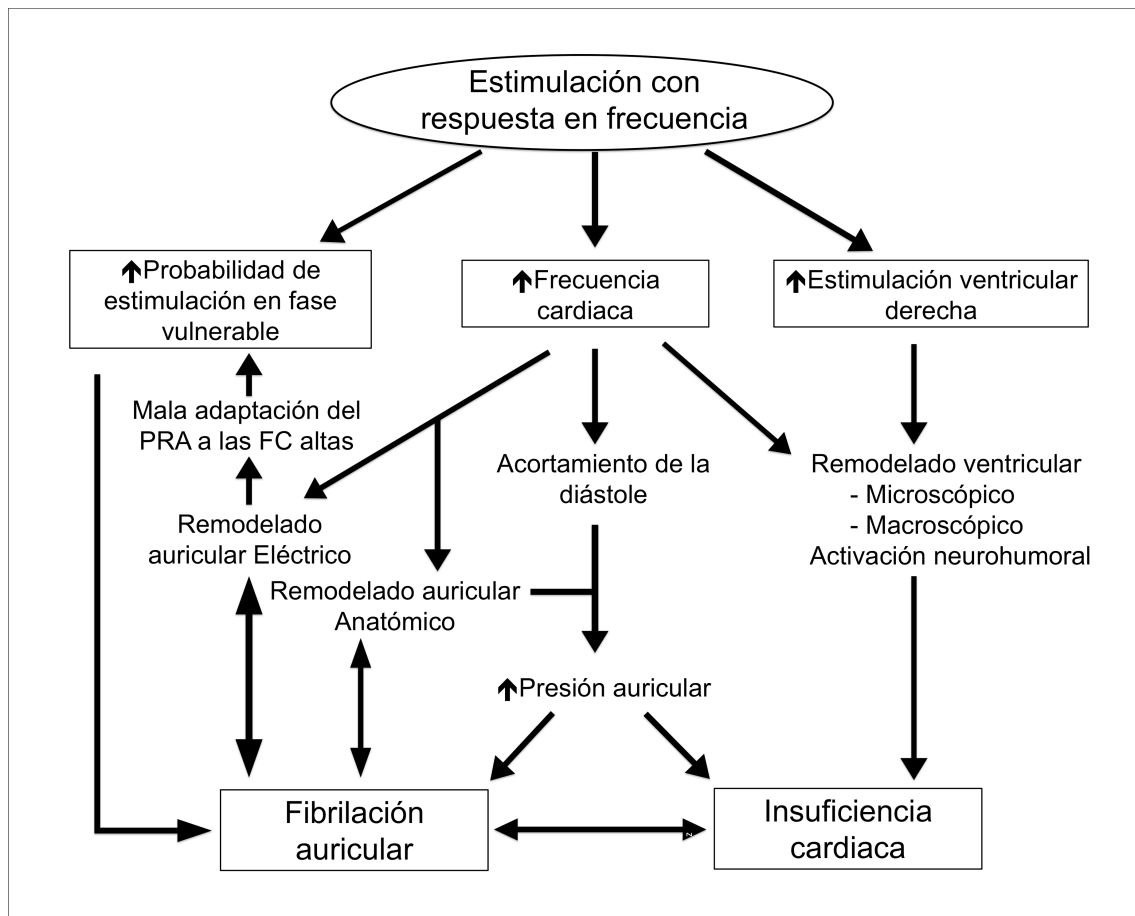 Estimulación con
respuesta en frecuencia
↑Probabilidad de
estimulación en fase
vulnerable
↑Frecuencia
cardiaca
↑Estimulación ventricular
derecha
Mala adaptación del
PRA a las FC altas
Acortamiento de la
diástole
Remodelado ventricular
- Microscópico
- Macroscópico
Activación neurohumoral
Remodelado
auricular Eléctrico
Remodelado auricular
Anatómico
↑Presión auricular
Fibrilación
auricular
z
Insuficiencia
cardiaca